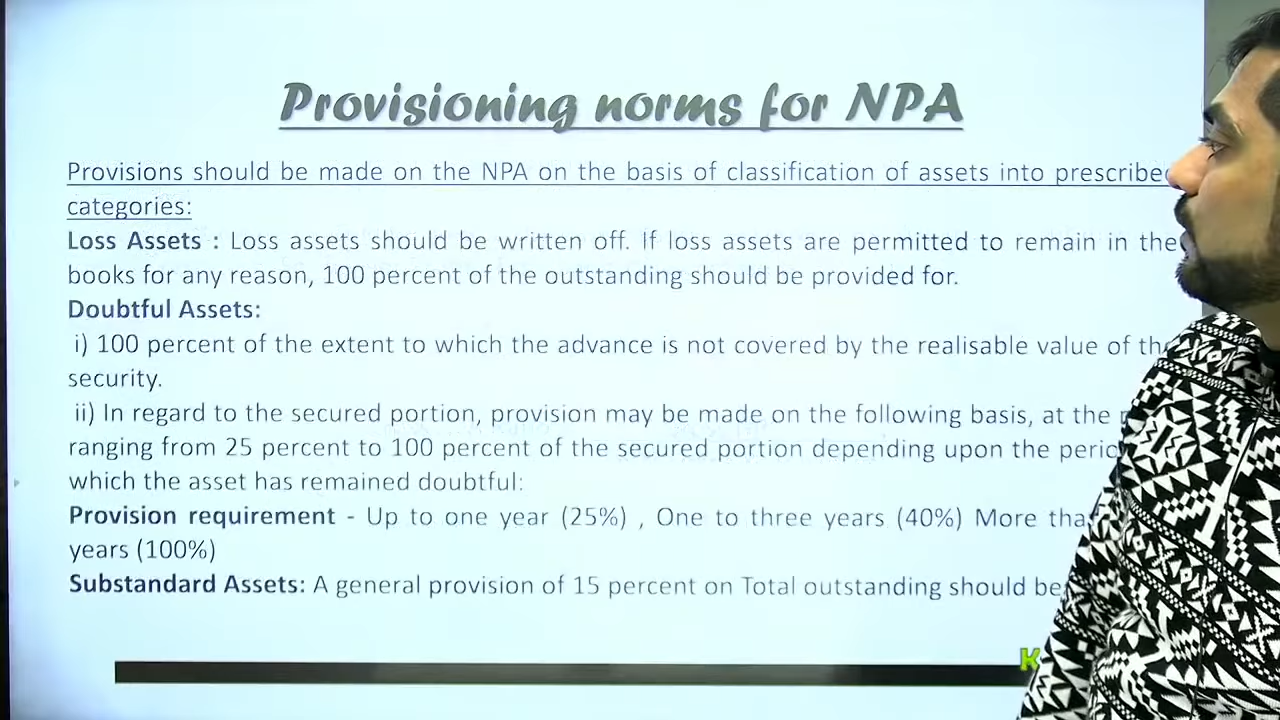 Provisioning norms for NPA
Provisions should be made on the NPA on the basis of classification of assets into prescribed
categories:
Loss Assets : Loss assets should be written off. If loss assets are permitted to remain in the
books for any reason, 100 percent of the outstanding should be provided for.
Doubtful Assets:
i) 100 percent of the extent to which the advance is not covered by the realisable value of the
security.
ii) In regard to the secured portion, provision may be made on the following basis, at the
ranging from 25 percent to 100 percent of the secured portion depending upon the
which the asset has remained doubtful:
Provision requirement - Up to one year (25%) , One to three years (40%) More
years (100%)
Substandard Assets: A general provision of 15 percent on Total outstanding should be
K